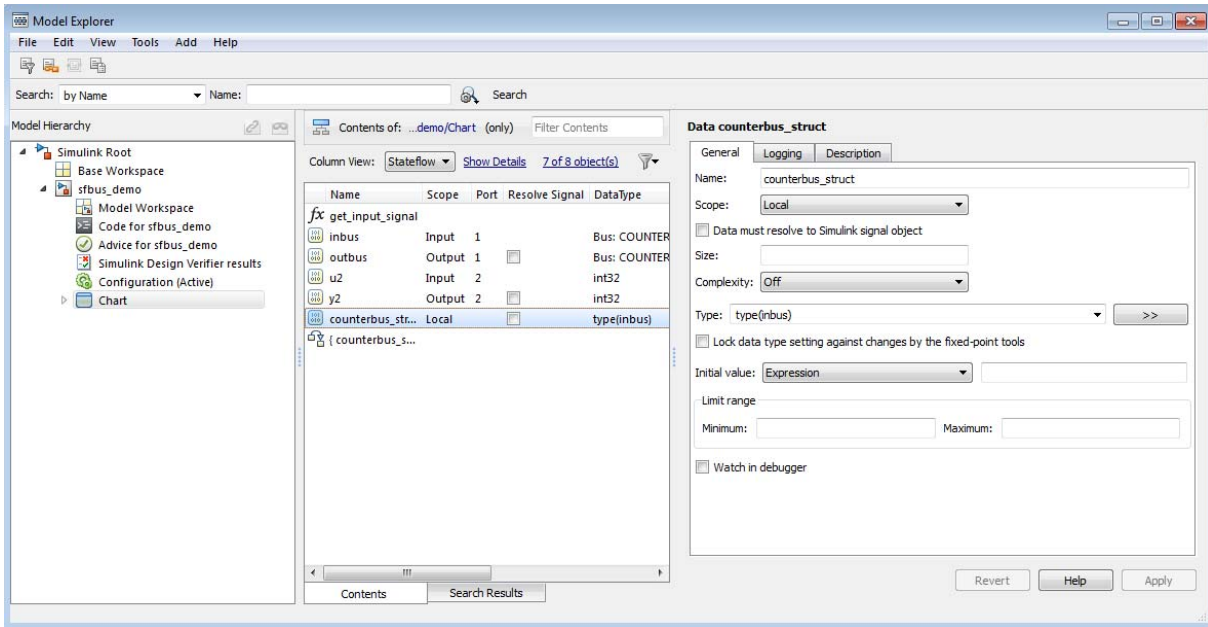 Model Explorer
File Edit View Tools Add Help
Search: by Name Name: Search
Model Hierarchy
Simulink Root
Base Workspace
sfbus_demo
Model Workspace
Code for sfbus_demo
Advice for sfbus_demo
Simulink Design Verifier results
Configuration (Active)
Chart
Contents of: ...demo/Chart (only) Filter Contents
Column View: Stateflow Show Details 7 of 8 object(s)
Name Scope Port Resolve Signal DataType
fx get_input_signal
inbus Input 1 Bus: COUNTER
outbus Output 1 Bus: COUNTER
u2 Input 2 int32
y2 Output 2 int32
counterbus_str... Local type(inbus)
{ counterbus_s...
Contents Search Results
Data counterbus_struct
General Logging Description
Name: counterbus_struct
Scope: Local
Data must resolve to Simulink signal object
Size:
Complexity: Off
Type: type(inbus) >>
Lock data type setting against changes by the fixed-point tools
Initial value: Expression
Limit range
Minimum: Maximum:
Watch in debugger
Revert Help Apply